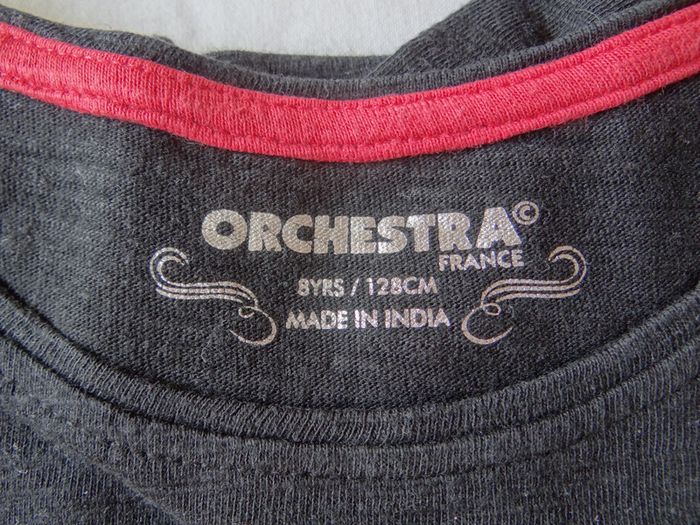 ORCHESTRA©
FRANCE
8YRS / 128CM
MADE IN INDIA